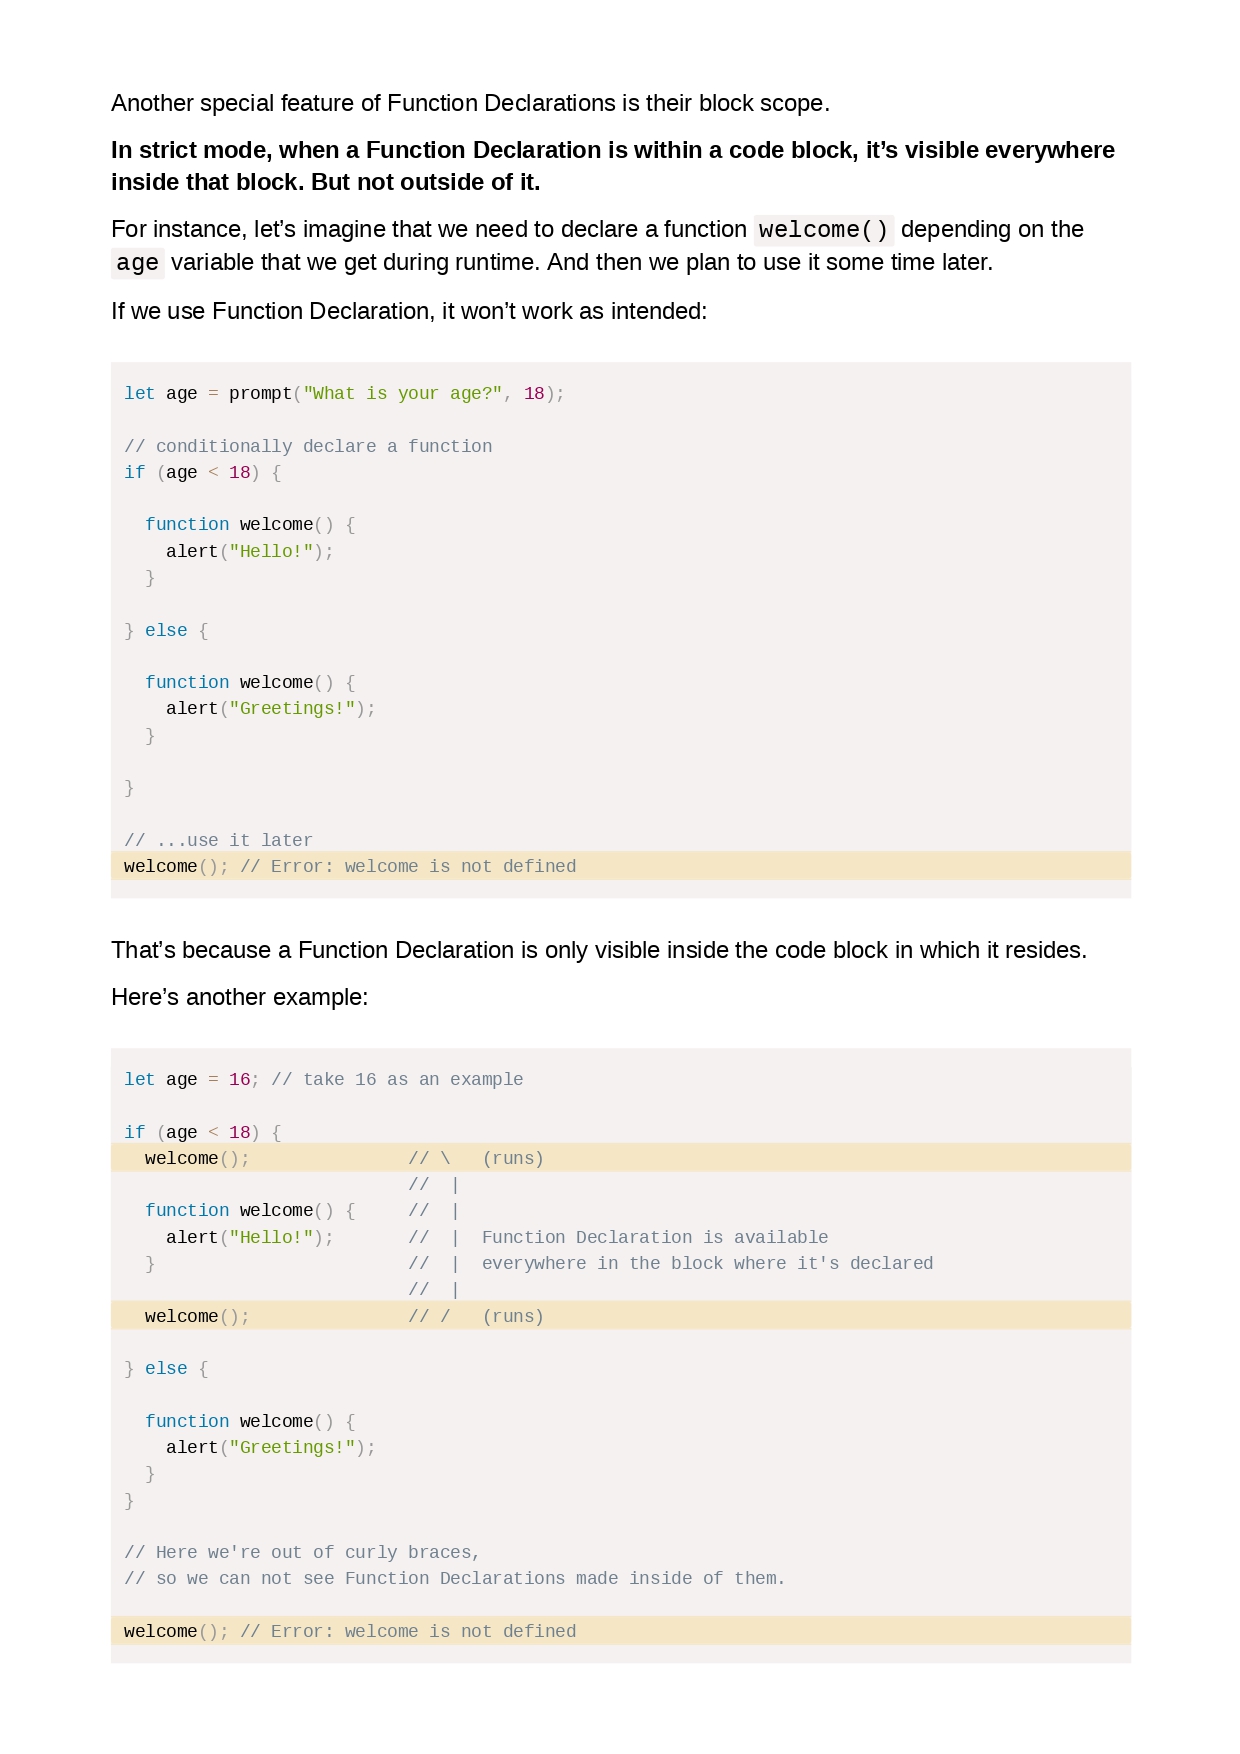 Another special feature of Function Declarations is their block scope.
In strict mode, when a Function Declaration is within a code block, it’s visible everywhere
inside that block. But not outside of it.
For instance, let’s imagine that we need to declare a function welcome() depending on the
age variable that we get during runtime. And then we plan to use it some time later.
If we use Function Declaration, it won’t work as intended:
let age = prompt("What is your age?", 18);
// conditionally declare a function
if (age < 18) {
  function welcome() {
    alert("Hello!");
  }
} else {
  function welcome() {
    alert("Greetings!");
  }
}
// ...use it later
welcome(); // Error: welcome is not defined
That’s because a Function Declaration is only visible inside the code block in which it resides.
Here’s another example:
let age = 16; // take 16 as an example
if (age < 18) {
  welcome();               // \   (runs)
                           //  |
  function welcome() {     //  |
    alert("Hello!");       //  |  Function Declaration is available
  }                        //  |  everywhere in the block where it's declared
                           //  |
  welcome();               // /   (runs)
} else {
  function welcome() {
    alert("Greetings!");
  }
}
// Here we're out of curly braces,
// so we can not see Function Declarations made inside of them.
welcome(); // Error: welcome is not defined